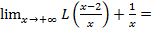 lim_{x→+∞} L((x−2)/x) + 1/x =